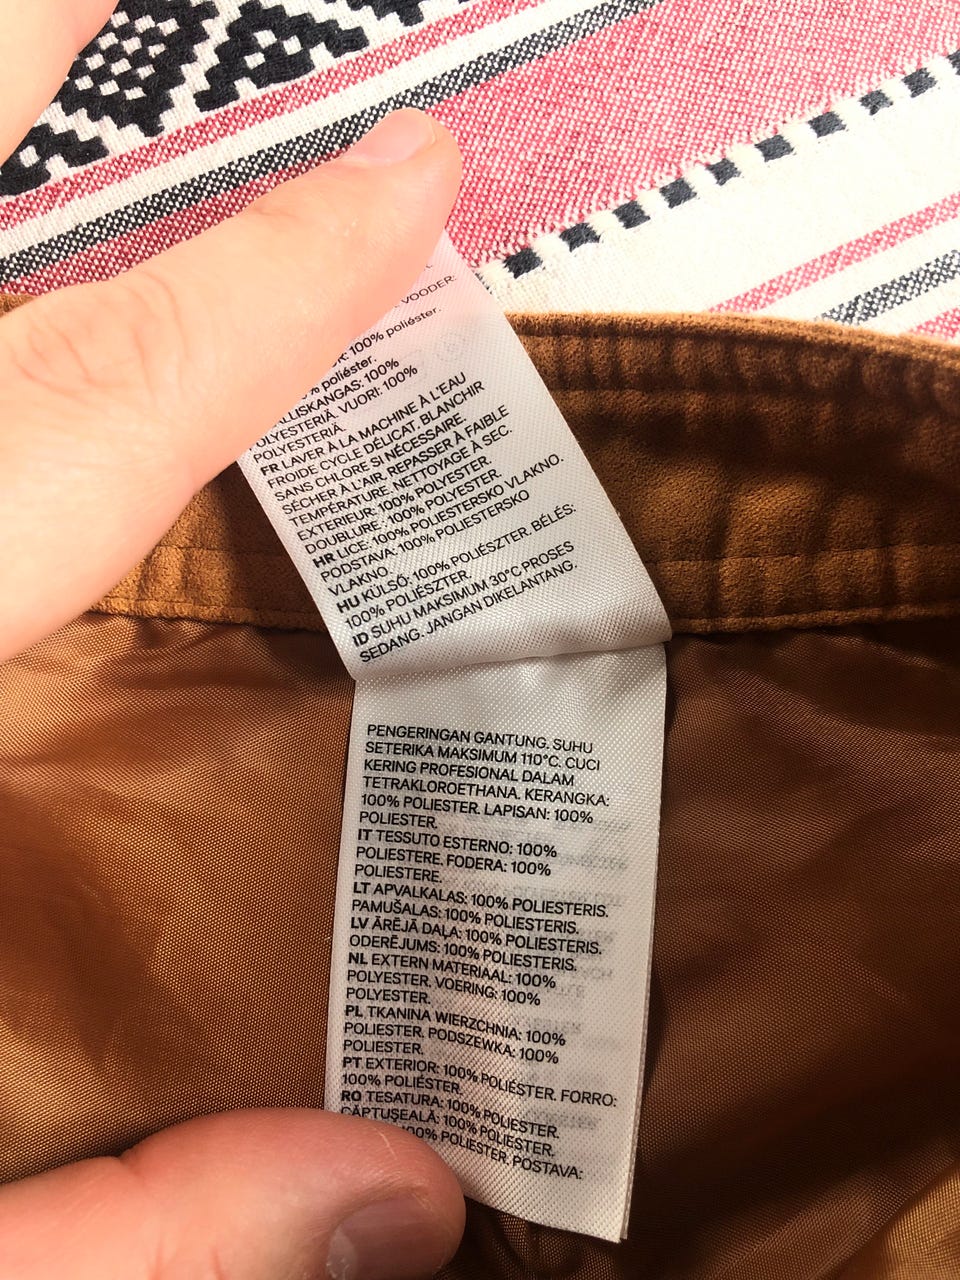 VOODER:
100% poliéster.
poliéster.
100%
POLYESTERIÄ. VUORI: 100%
POLYESTERIÄ.
FR LAVER À LA MACHINE À L'EAU
FROIDE CYCLE DÉLICAT. BLANCHIR
SANS CHLORE SI NÉCESSAIRE.
SÉCHER À L'AIR. REPASSER À FAIBLE
TEMPÉRATURE. NETTOYAGE À SEC.
EXTERIEUR: 100% POLYESTER.
DOUBLURE: 100% POLYESTER.
HR LICE: 100% POLIESTERSKO VLAKNO.
PODSTAVA: 100% POLIESTERSKO
VLAKNO.
HU KÜLSŐ: 100% POLIÉSZTER. BÉLÉS:
100% POLIÉSZTER.
ID SUHU MAKSIMUM 30°C PROSES
SEDANG. JANGAN DIKELANTANG.
PENGERINGAN GANTUNG. SUHU
SETERIKA MAKSIMUM 110°C. CUCI
KERING PROFESIONAL DALAM
TETRAKLOROETHANA. KERANGKA:
100% POLIESTER. LAPISAN: 100%
POLIESTER.
IT TESSUTO ESTERNO: 100%
POLIESTERE. FODERA: 100%
POLIESTERE.
LT APVALKALAS: 100% POLIESTERIS.
PAMUŠALAS: 100% POLIESTERIS.
LV ĀRĒJĀ DAĻA: 100% POLIESTERIS.
ODERĒJUMS: 100% POLIESTERIS.
NL EXTERN MATERIAAL: 100%
POLYESTER. VOERING: 100%
POLYESTER.
PL TKANINA WIERZCHNIA: 100%
POLIESTER. PODSZEWKA: 100%
POLIESTER.
PT EXTERIOR: 100% POLIÉSTER. FORRO:
100% POLIÉSTER.
RO TESATURA: 100% POLIESTER.
CĂPTUŞEALĂ: 100% POLIESTER.
100% POLIESTER. POSTAVA: